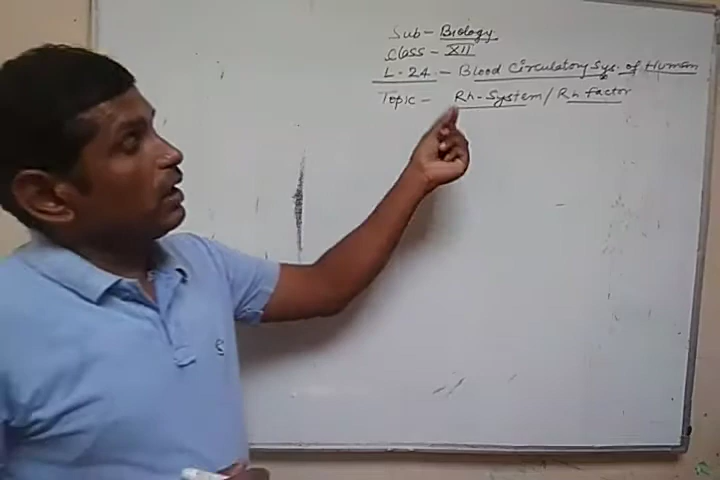 Sub - Biology
Class - XII
L-24 - Blood Circulatory Sys. of Human
Topic - Rh-System / Rh factor